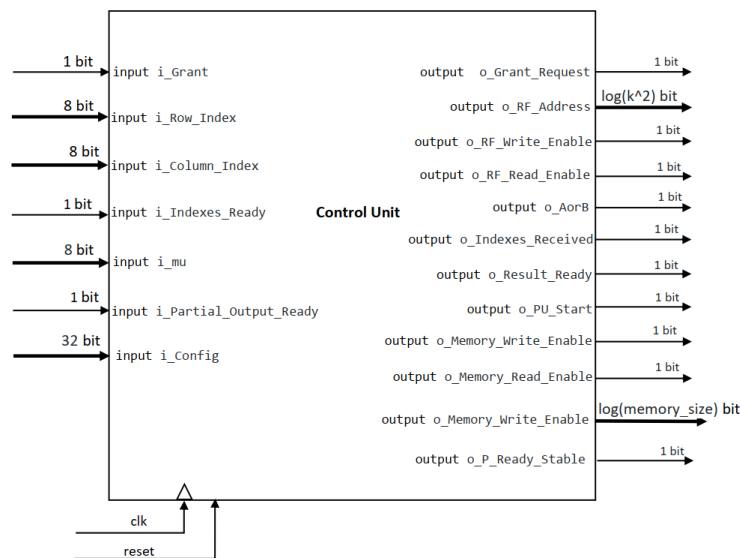 1 bit
input i_Grant
8 bit
input i_Row_Index
8 bit
input i_Column_Index
1 bit
input i_Indexes_Ready
8 bit
input i_mu
1 bit
input i_Partial_Output_Ready
32 bit
input i_Config
Control Unit
output o_Grant_Request
1 bit
output o_RF_Address
log(k^2) bit
output o_RF_Write_Enable
1 bit
output o_RF_Read_Enable
1 bit
output o_AorB
1 bit
output o_Indexes_Received
1 bit
output o_Result_Ready
1 bit
output o_PU_Start
1 bit
output o_Memory_Write_Enable
1 bit
output o_Memory_Read_Enable
1 bit
output o_Memory_Write_Enable
log(memory_size) bit
output o_P_Ready_Stable
1 bit
clk
reset